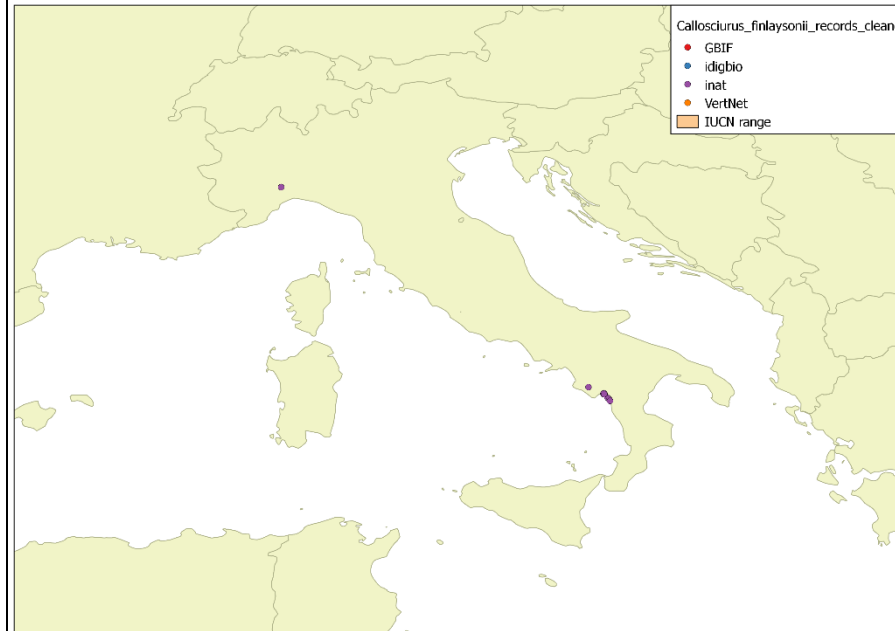 Callosciurus_finlaysonii_records_clean
GBIF
idigbio
inat
VertNet
IUCN range